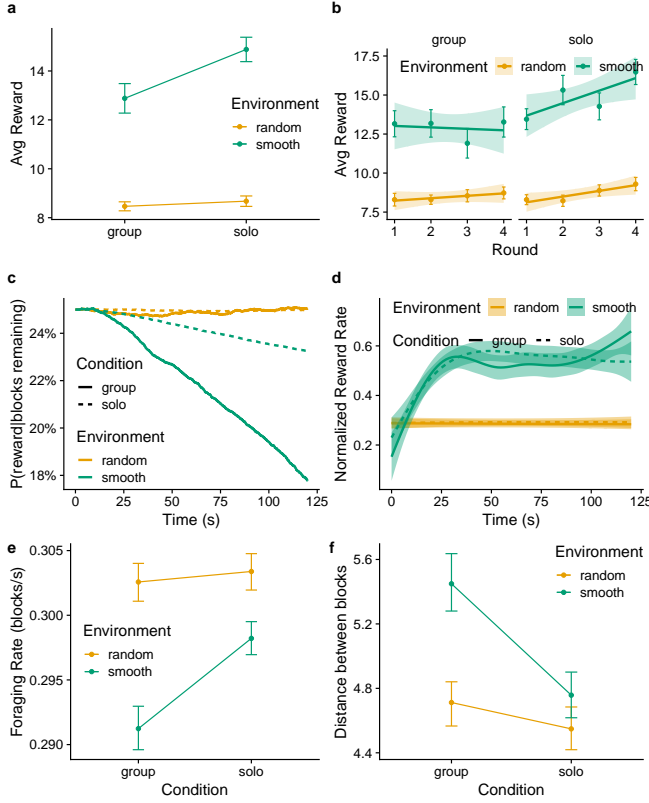 a
Avg Reward
16
14
12
10
8
Environment
random
smooth
group
solo
b
group
solo
Environment
random
smooth
Avg Reward
17.5
15.0
12.5
10.0
7.5
1 2 3 4 1 2 3 4
Round
c
P(reward|blocks remaining)
24%
22%
20%
18%
Condition
group
solo
Environment
random
smooth
0 25 50 75 100 125
Time (s)
d
Environment
random
smooth
Condition
group
solo
Normalized Reward Rate
0.6
0.4
0.2
0 25 50 75 100 125
Time (s)
e
Foraging Rate (blocks/s)
0.305
0.300
0.295
0.290
Environment
random
smooth
group
solo
Condition
f
Environment
random
smooth
Distance between blocks
5.6
5.2
4.8
4.4
group
solo
Condition